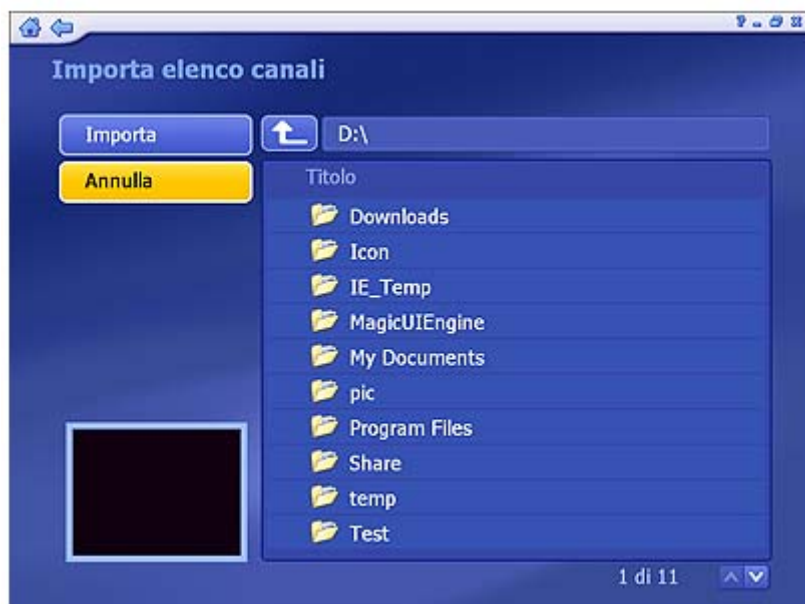 Importa elenco canali
Importa
D:\
Annulla
Titolo
Downloads
Icon
IE_Temp
MagicUIEngine
My Documents
pic
Program Files
Share
temp
Test
1 di 11